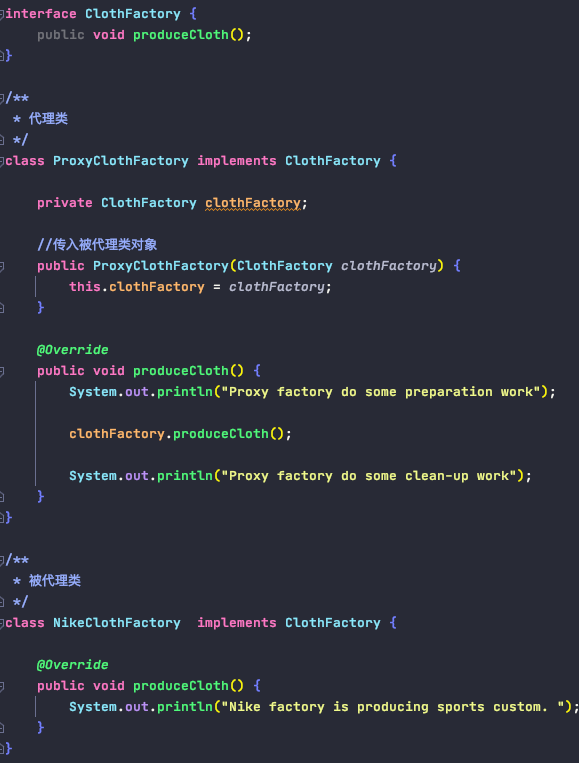 interface ClothFactory {
    public void produceCloth();
}
/**
 * 代理类
 */
class ProxyClothFactory implements ClothFactory {
    private ClothFactory clothFactory;
    //传入被代理类对象
    public ProxyClothFactory(ClothFactory clothFactory) {
        this.clothFactory = clothFactory;
    }
    @Override
    public void produceCloth() {
        System.out.println("Proxy factory do some preparation work");
        clothFactory.produceCloth();
        System.out.println("Proxy factory do some clean-up work");
    }
}
/**
 * 被代理类
 */
class NikeClothFactory  implements ClothFactory {
    @Override
    public void produceCloth() {
        System.out.println("Nike factory is producing sports custom. ");
    }
}